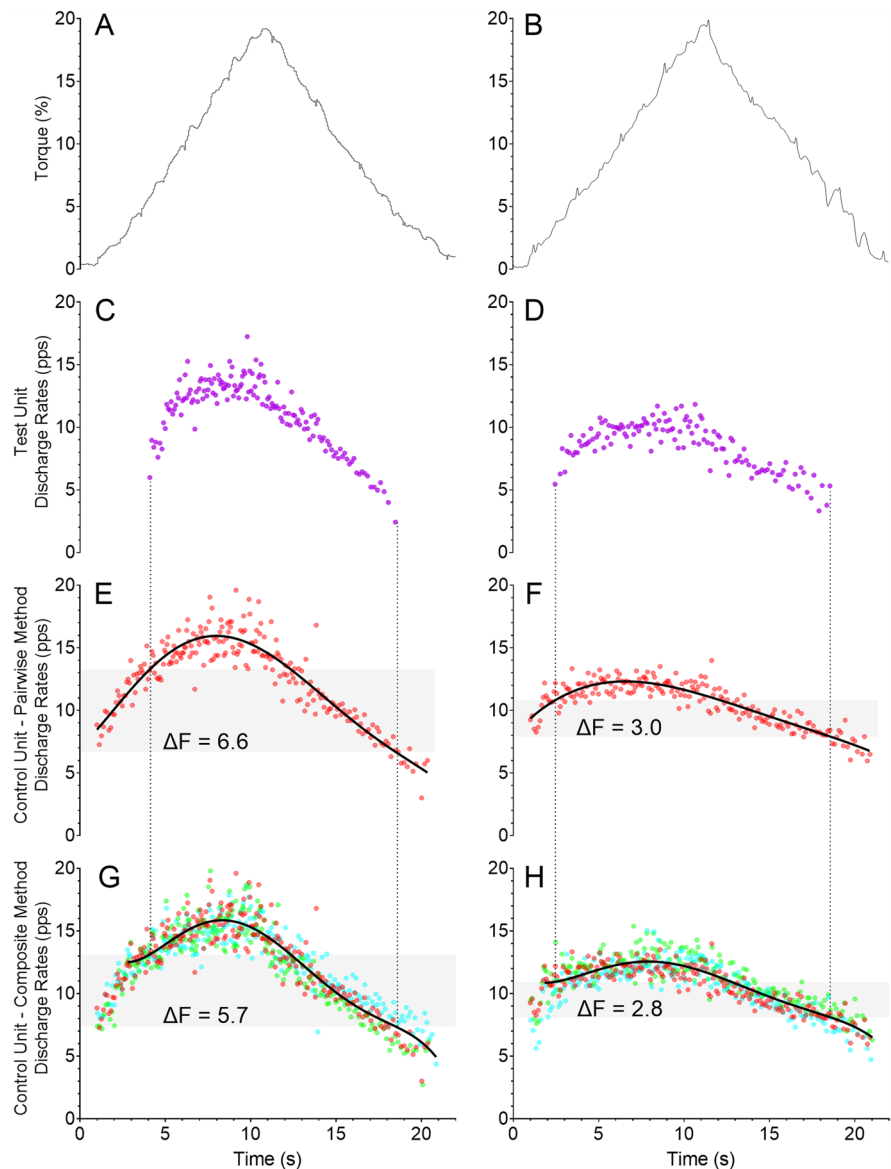 A
B
Torque (%)
20
15
10
5
0
20
15
10
5
0
C
D
Test Unit
Discharge Rates (pps)
20
15
10
5
0
20
15
10
5
0
E
F
Control Unit - Pairwise Method
Discharge Rates (pps)
20
15
10
5
0
20
15
10
5
0
ΔF = 6.6
ΔF = 3.0
G
H
Control Unit - Composite Method
Discharge Rates (pps)
20
15
10
5
0
20
15
10
5
0
ΔF = 5.7
ΔF = 2.8
0 5 10 15 20
0 5 10 15 20
Time (s)
Time (s)